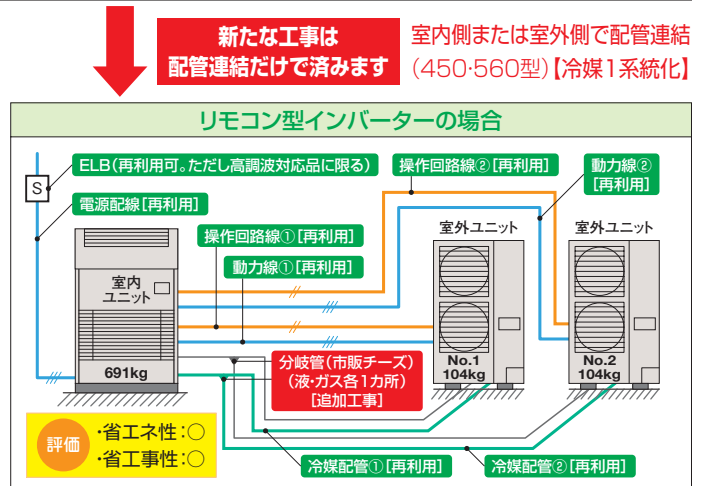 新たな工事は
配管連結だけで済みます
室内側または室外側で配管連結
(450·560型)【冷媒1系統化】
リモコン型インバーターの場合
ELB(再利用可。ただし高調波対応品に限る)
操作回路線②[再利用]
動力線②
[再利用]
S
電源配線[再利用]
操作回路線①[再利用]
動力線①[再利用]
室外ユニット
室外ユニット
室内
ユニット
691kg
分岐管(市販チーズ)
(液·ガス各1カ所)
[追加工事]
No.1
104kg
No.2
104kg
評価
·省エネ性:○
·省工事性:○
冷媒配管①[再利用]
冷媒配管②[再利用]